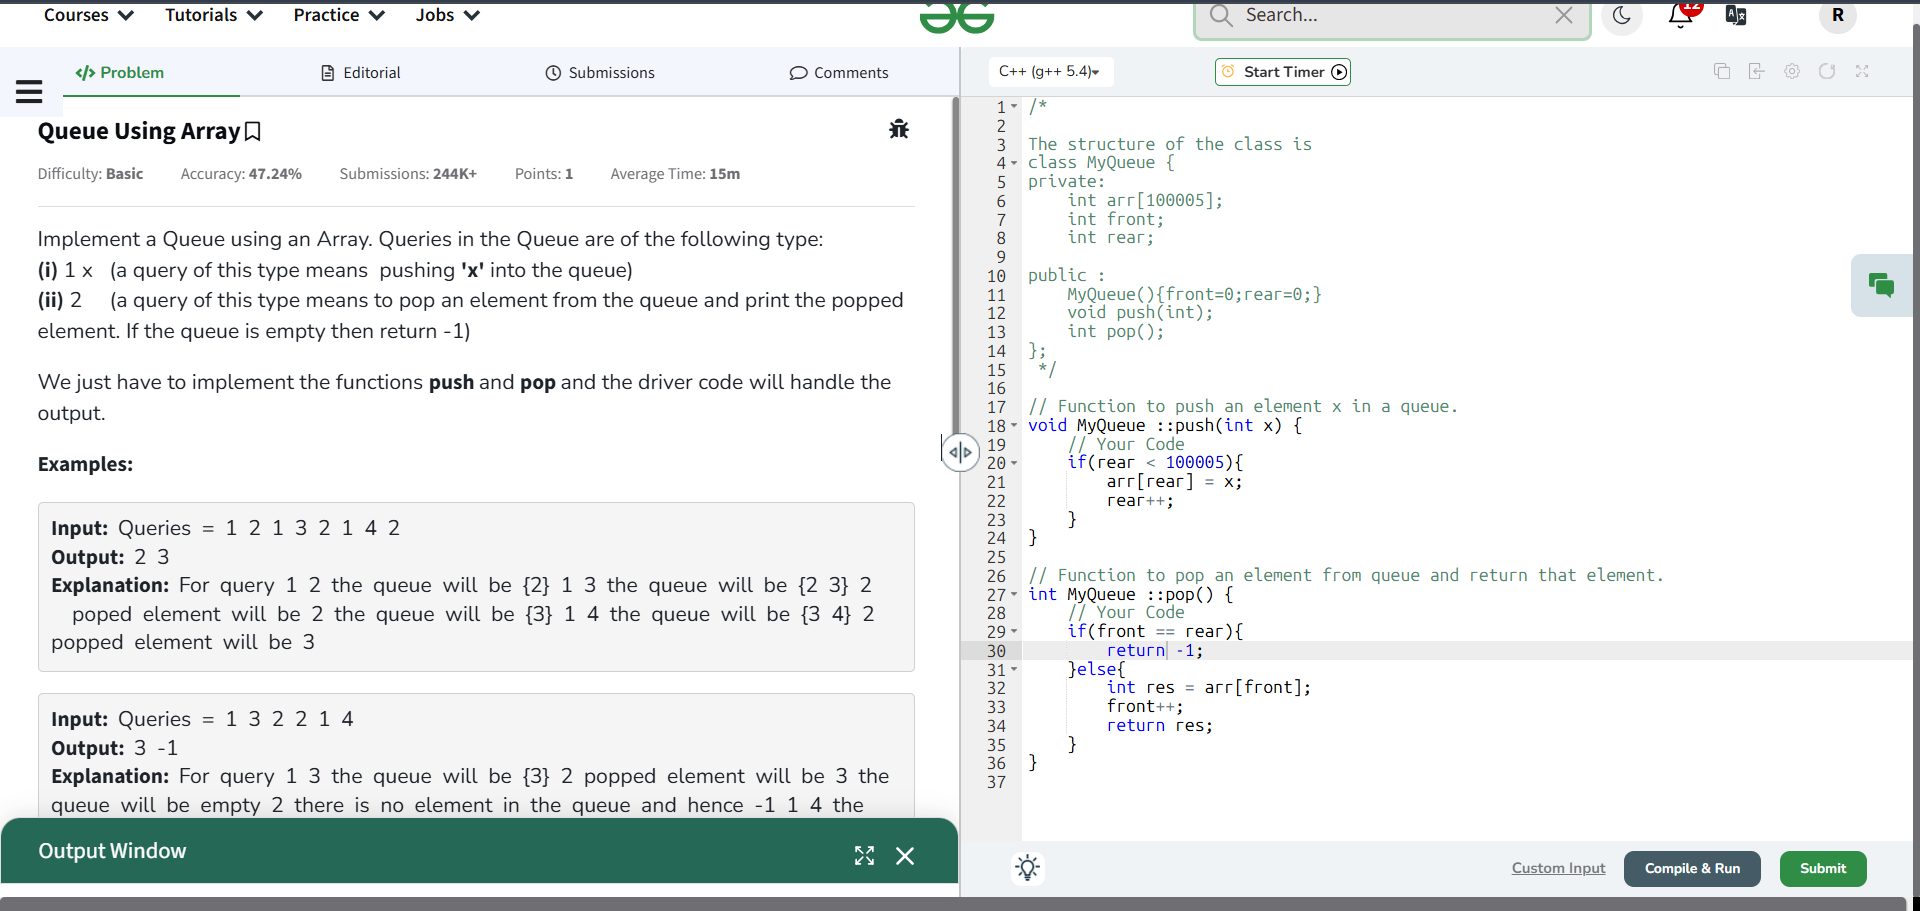 Courses Tutorials Practice Jobs
Search...
12
R
</> Problem Editorial Submissions Comments
C++ (g++ 5.4) Start Timer
Queue Using Array
Difficulty: Basic Accuracy: 47.24% Submissions: 244K+ Points: 1 Average Time: 15m
Implement a Queue using an Array. Queries in the Queue are of the following type:
(i) 1 x (a query of this type means pushing 'x' into the queue)
(ii) 2 (a query of this type means to pop an element from the queue and print the popped
element. If the queue is empty then return -1)
We just have to implement the functions push and pop and the driver code will handle the
output.
Examples:
Input: Queries = 1 2 1 3 2 1 4 2
Output: 2 3
Explanation: For query 1 2 the queue will be {2} 1 3 the queue will be {2 3} 2
poped element will be 2 the queue will be {3} 1 4 the queue will be {3 4} 2
popped element will be 3
Input: Queries = 1 3 2 2 1 4
Output: 3 -1
Explanation: For query 1 3 the queue will be {3} 2 popped element will be 3 the
queue will be empty 2 there is no element in the queue and hence -1 1 4 the
Output Window
1 /*
2
3 The structure of the class is
4 class MyQueue {
5 private:
6 int arr[100005];
7 int front;
8 int rear;
9
10 public :
11 MyQueue(){front=0;rear=0;}
12 void push(int);
13 int pop();
14 };
15 */
16
17 // Function to push an element x in a queue.
18 void MyQueue ::push(int x) {
19 // Your Code
20 if(rear < 100005){
21 arr[rear] = x;
22 rear++;
23 }
24 }
25
26 // Function to pop an element from queue and return that element.
27 int MyQueue ::pop() {
28 // Your Code
29 if(front == rear){
30 return -1;
31 }else{
32 int res = arr[front];
33 front++;
34 return res;
35 }
36 }
37
Custom Input Compile & Run Submit